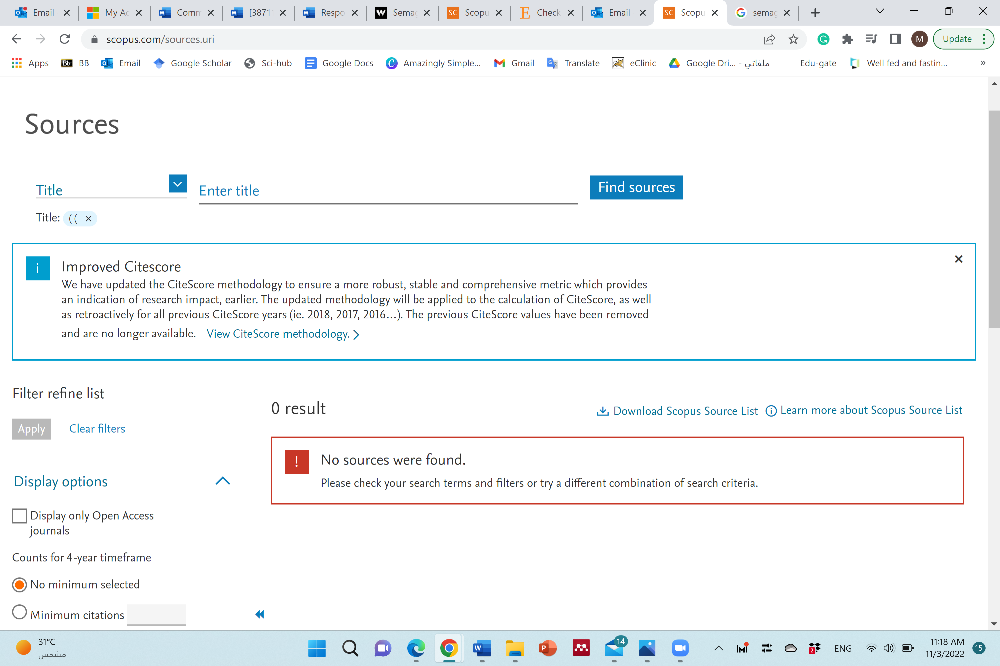 Email
My Ac
Comm
[3871
Respo
Semag
Scopu
Check
Email
Scopu
semag
scopus.com/sources.uri
M
Update
Apps
BB
Email
Google Scholar
Sci-hub
Google Docs
Amazingly Simple...
Gmail
Translate
eClinic
Google Dri... - ملفاتي
Edu-gate
Well fed and fastin...
»
Sources
Title
Enter title
Find sources
Title: ( (
Improved Citescore
We have updated the CiteScore methodology to ensure a more robust, stable and comprehensive metric which provides
an indication of research impact, earlier. The updated methodology will be applied to the calculation of CiteScore, as well
as retroactively for all previous CiteScore years (ie. 2018, 2017, 2016...). The previous CiteScore values have been removed
and are no longer available. View CiteScore methodology.
Filter refine list
Apply
Clear filters
0 result
Download Scopus Source List
Learn more about Scopus Source List
No sources were found.
Please check your search terms and filters or try a different combination of search criteria.
Display options
Display only Open Access
journals
Counts for 4-year timeframe
No minimum selected
Minimum citations
31°C
مشمس
14
2
ENG
11:18 AM
11/3/2022
15